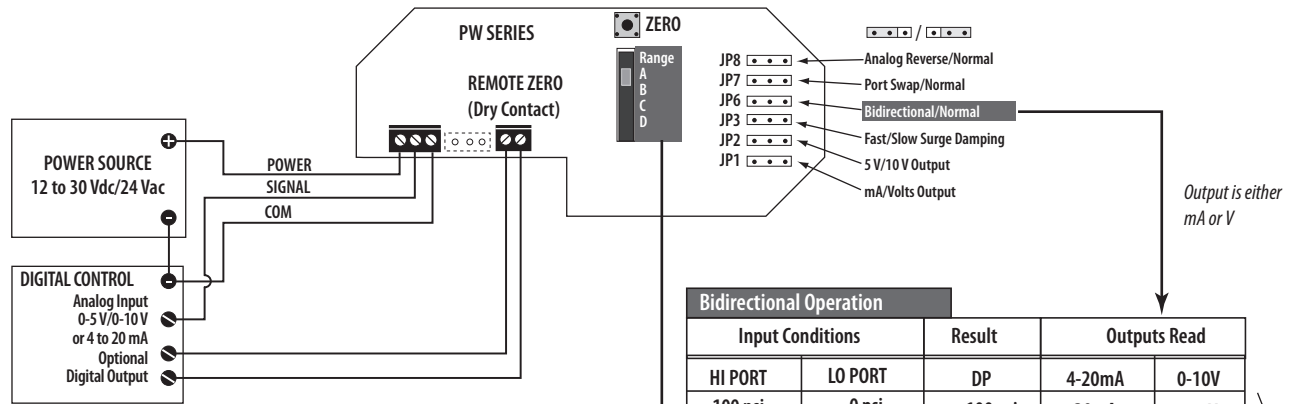 PW SERIES
ZERO
REMOTE ZERO
(Dry Contact)
Range
A
B
C
D
/
JP8
Analog Reverse/Normal
JP7
Port Swap/Normal
JP6
Bidirectional/Normal
JP3
Fast/Slow Surge Damping
JP2
5 V/10 V Output
JP1
mA/Volts Output
POWER SOURCE
12 to 30 Vdc/24 Vac
+
-
POWER
SIGNAL
COM
Output is either
mA or V
DIGITAL CONTROL
-
Analog Input
0-5 V/0-10 V
or 4 to 20 mA
Optional
Digital Output
Bidirectional Operation
Input Conditions Result Outputs Read
HI PORT LO PORT DP 4-20mA 0-10V
100 psi 0 psi